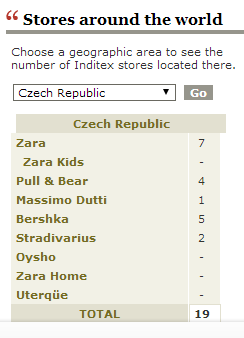 “ Stores around the world
Choose a geographic area to see the
number of Inditex stores located there.
Czech Republic Go
Czech Republic
Zara 7
Zara Kids -
Pull & Bear 4
Massimo Dutti 1
Bershka 5
Stradivarius 2
Oysho -
Zara Home -
Uterqüe -
TOTAL 19